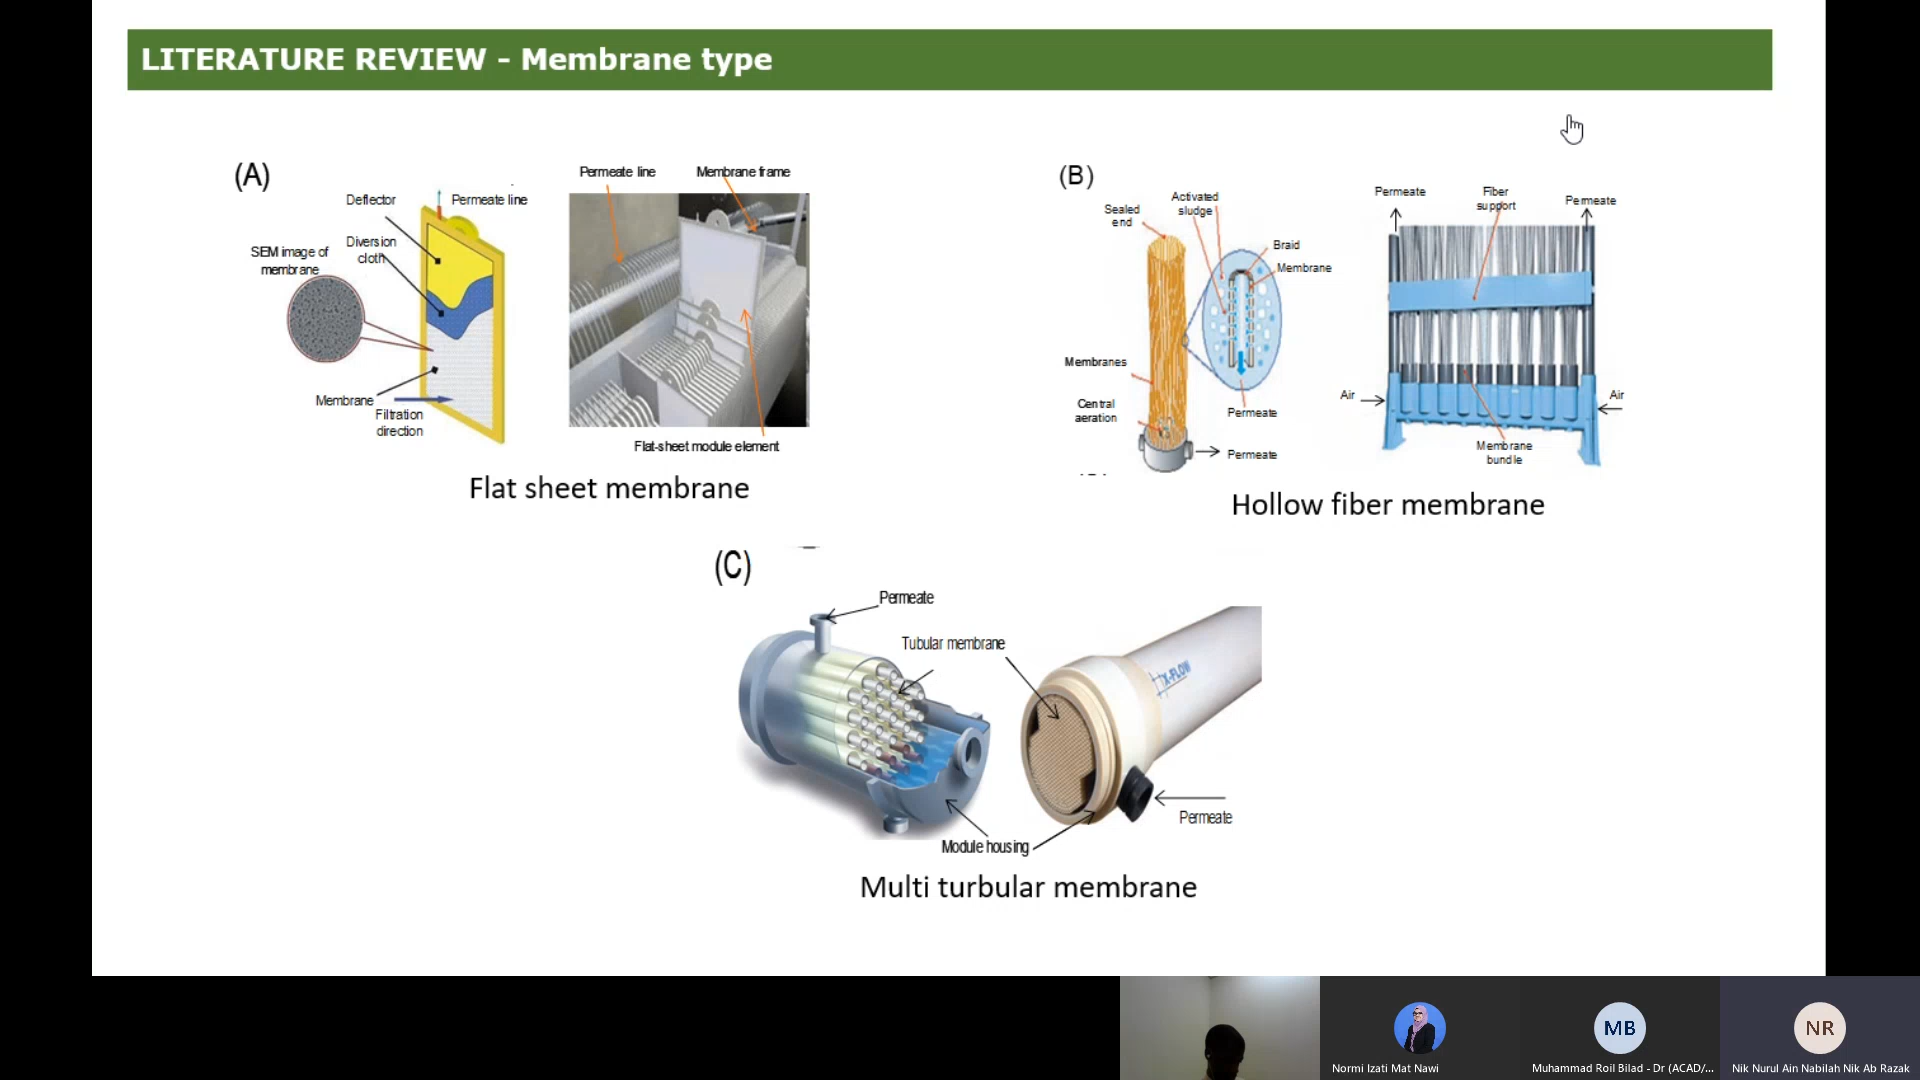 LITERATURE REVIEW - Membrane type
(A)
Deflector
Permeate line
Diversion
cloth
SEM image of
membrane
Membrane
Filtration
direction
Permeate line
Membrane frame
Flat-sheet module element
Flat sheet membrane
(B)
Sealed
end
Activated
sludge
Braid
Membrane
Membranes
Central
aeration
Permeate
Permeate
Permeate
Fiber
support
Permeate
Air
Air
Membrane
bundle
Hollow fiber membrane
(C)
Permeate
Tubular membrane
X-FLOW
Permeate
Module housing
Multi turbular membrane
Normi Izati Mat Nawi
MB
Muhammad Roil Bilad - Dr (ACAD/...
NR
Nik Nurul Ain Nabilah Nik Ab Razak